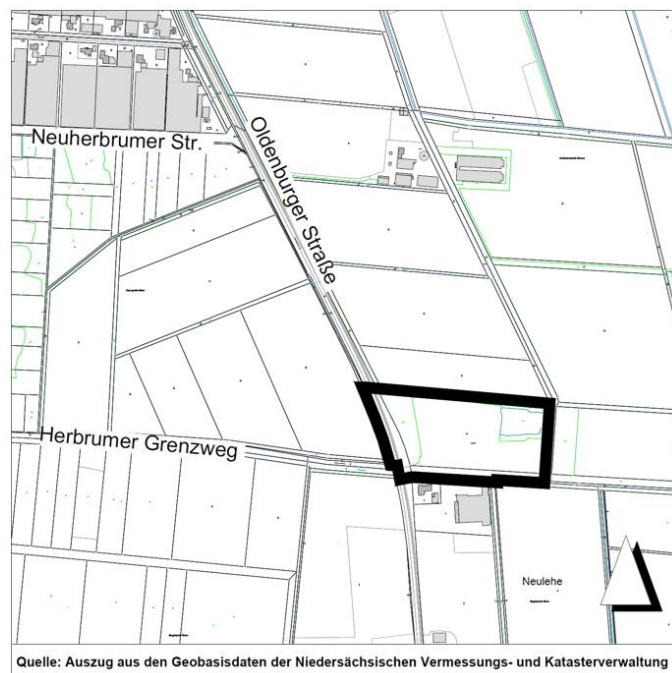 Neuherbrumer Str.
Oldenburger Straße
Herbrumer Grenzweg
Neulehe
Quelle: Auszug aus den Geobasisdaten der Niedersächsischen Vermessungs- und Katasterverwaltung